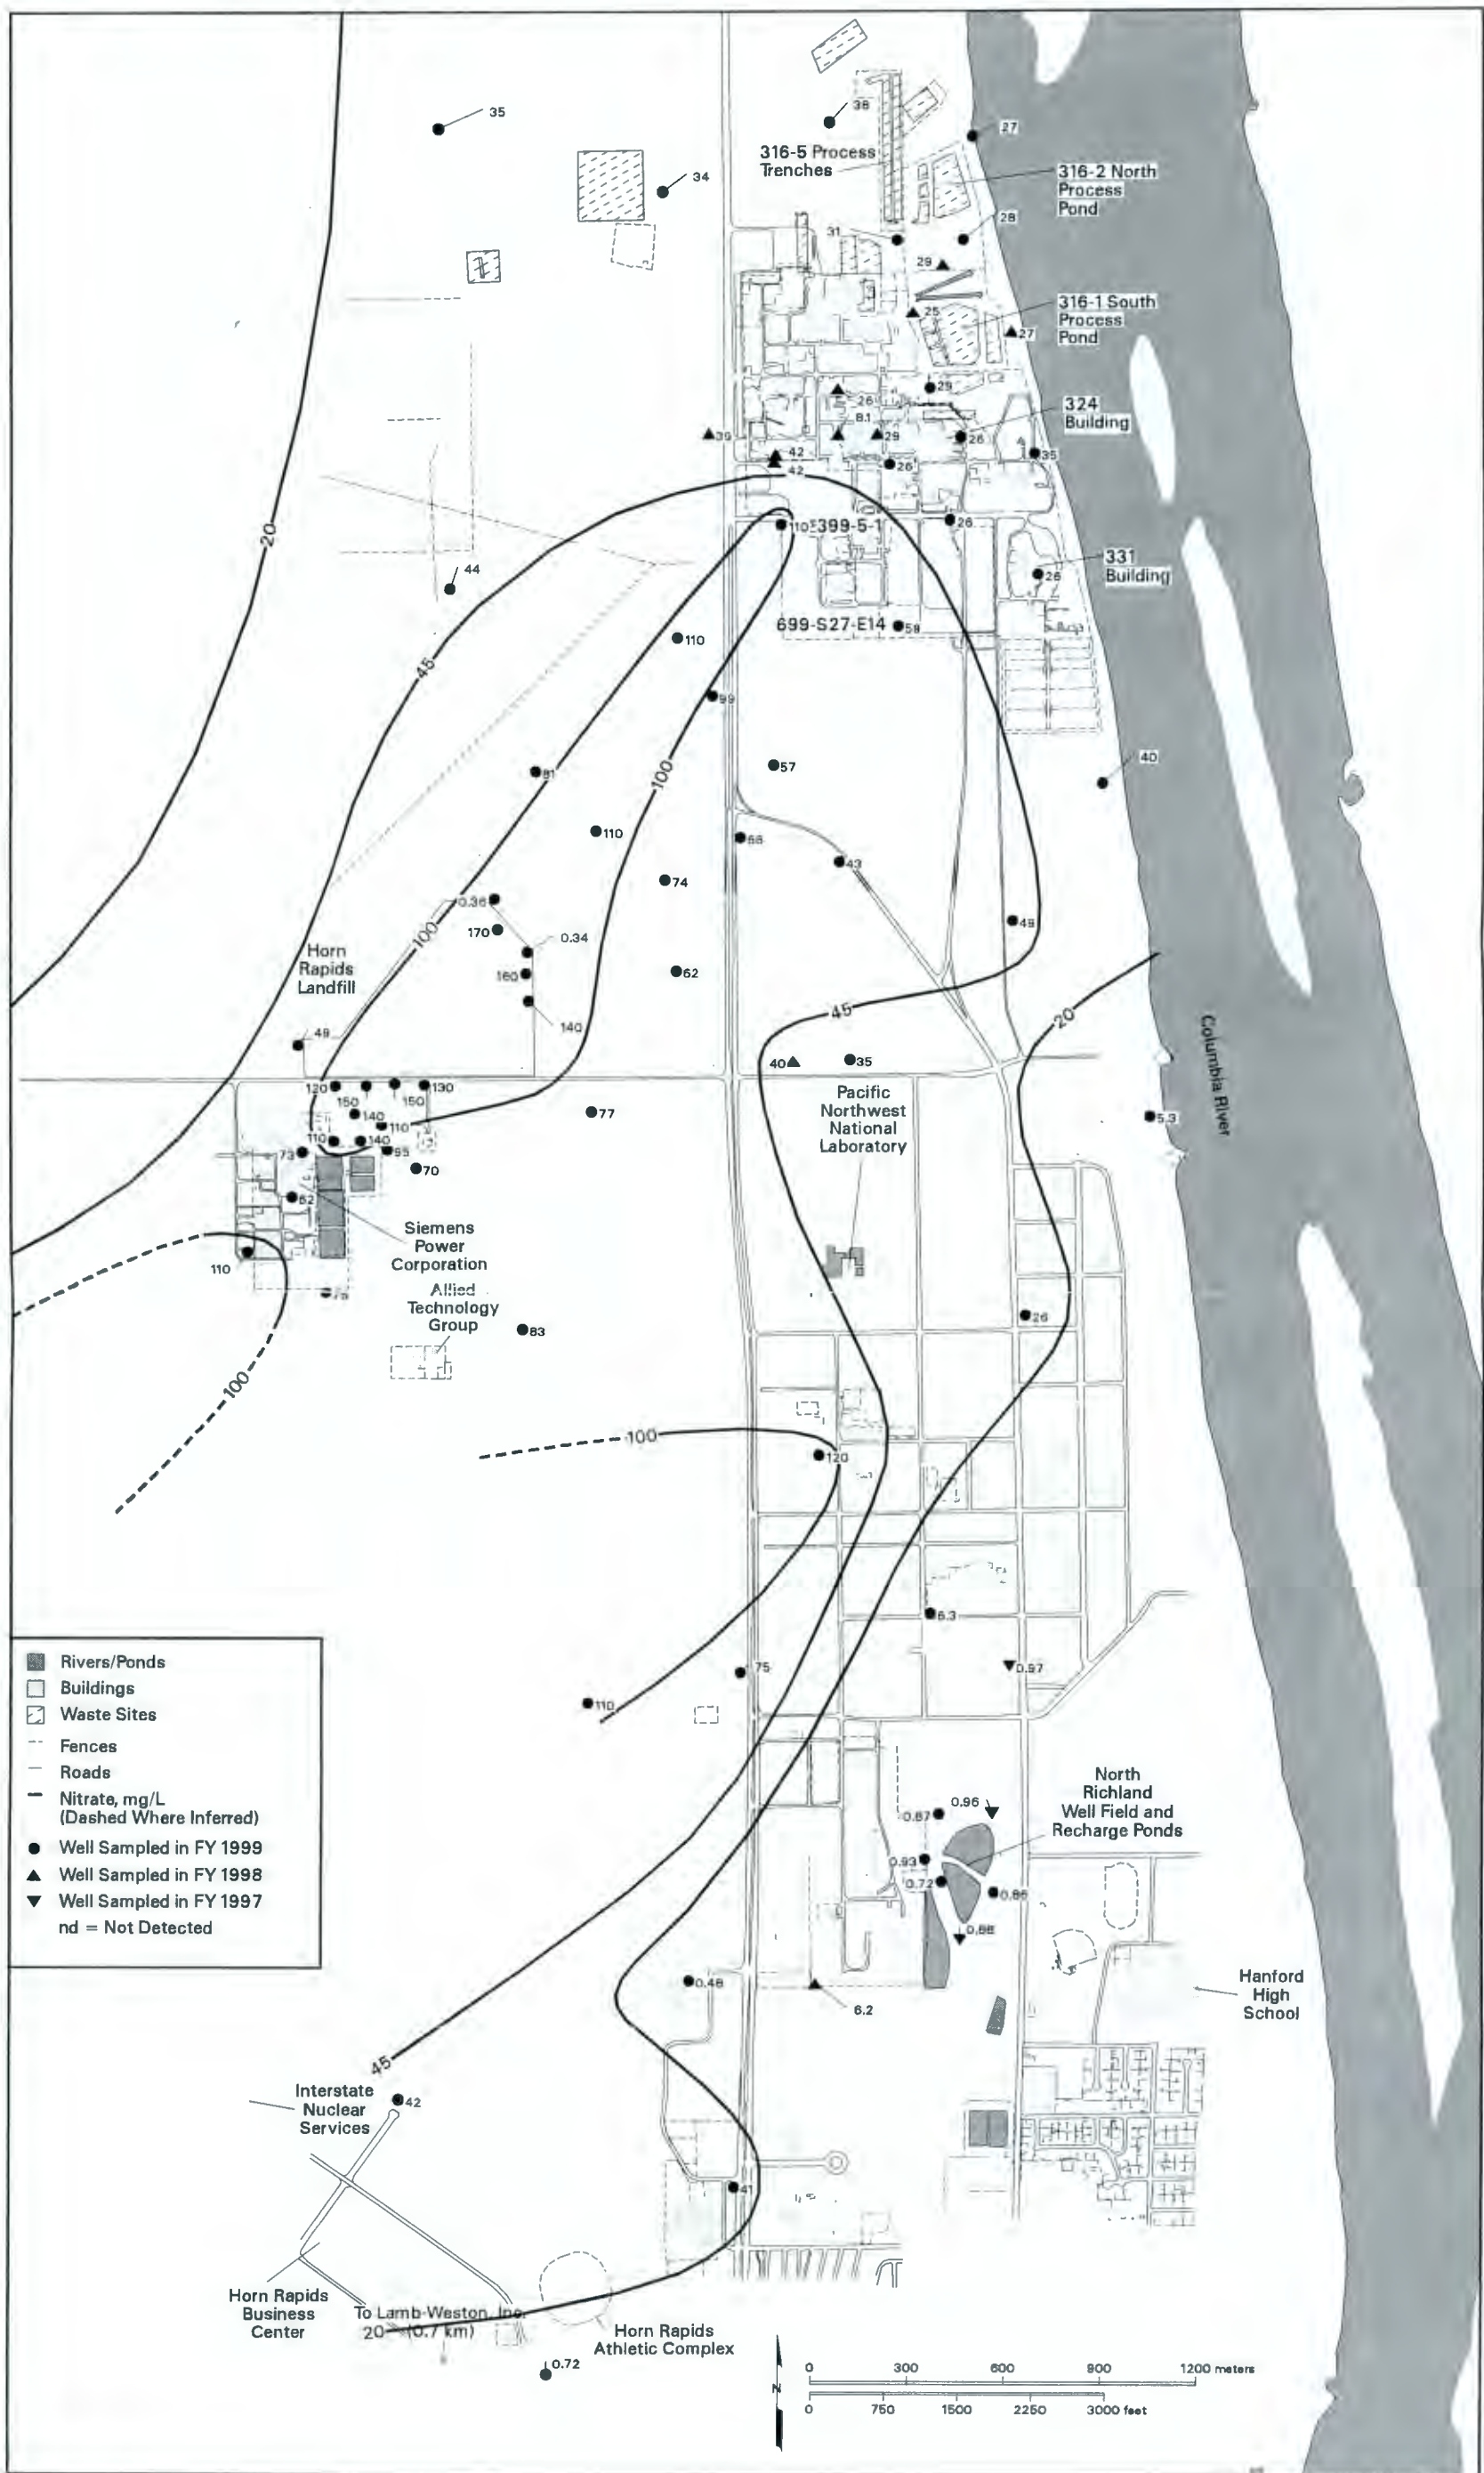 35
34
38
316-5 Process
Trenches
27
316-2 North
Process
Pond
28
31
29
316-1 South
Process
Pond
25
27
29
26
8.1
29
324
Building
26
35
39
42
42
26
110
399-5-1
26
331
Building
26
20
44
45
699-S27-E14
58
110
99
100
57
40
81
110
43
74
0.36
100
170
0.34
49
160
62
140
Horn
Rapids
Landfill
49
45
20
Columbia River
40
35
120
150
150
130
140
110
110
140
95
73
70
77
5.3
Pacific
Northwest
National
Laboratory
62
Siemens
Power
Corporation
110
Allied
Technology
Group
83
26
100
100
120
6.3
75
0.97
110
Rivers/Ponds
Buildings
Waste Sites
Fences
Roads
Nitrate, mg/L
(Dashed Where Inferred)
Well Sampled in FY 1999
Well Sampled in FY 1998
Well Sampled in FY 1997
nd = Not Detected
North
Richland
Well Field and
Recharge Ponds
0.87
0.96
0.93
0.72
0.86
0.88
0.48
6.2
Hanford
High
School
45
Interstate
Nuclear
Services
42
41
Horn Rapids
Business
Center
To Lamb-Weston, Inc.
20 (0.7 km)
Horn Rapids
Athletic Complex
0.72
N
0 300 600 900 1200 meters
0 750 1500 2250 3000 feet